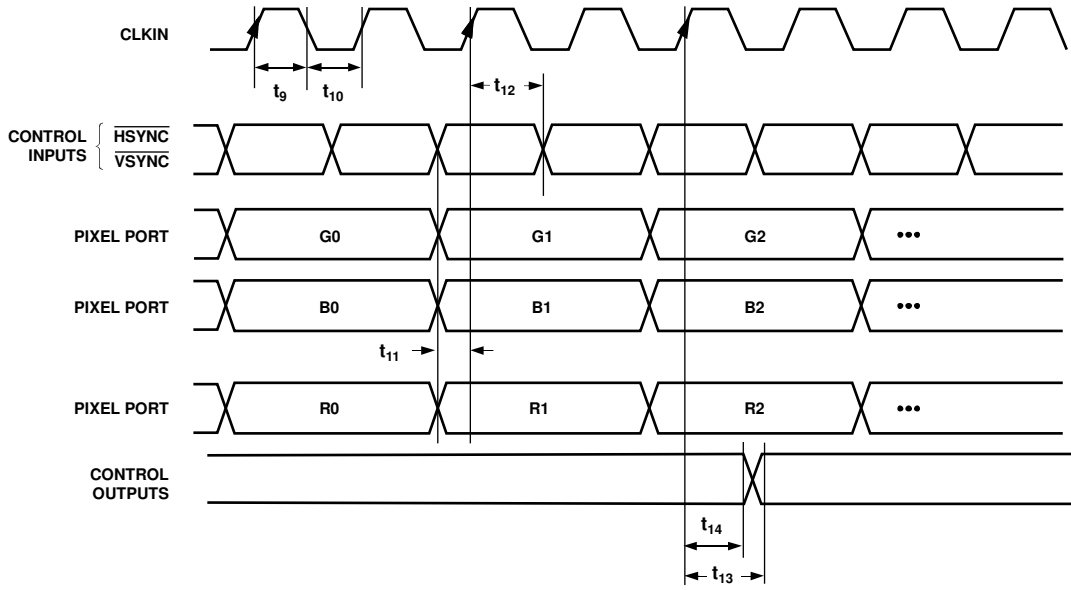 CLKIN
t9
t10
t12
CONTROL INPUTS
HSYNC
VSYNC
PIXEL PORT
G0
G1
G2
•••
PIXEL PORT
B0
B1
B2
•••
t11
PIXEL PORT
R0
R1
R2
•••
CONTROL OUTPUTS
t14
t13